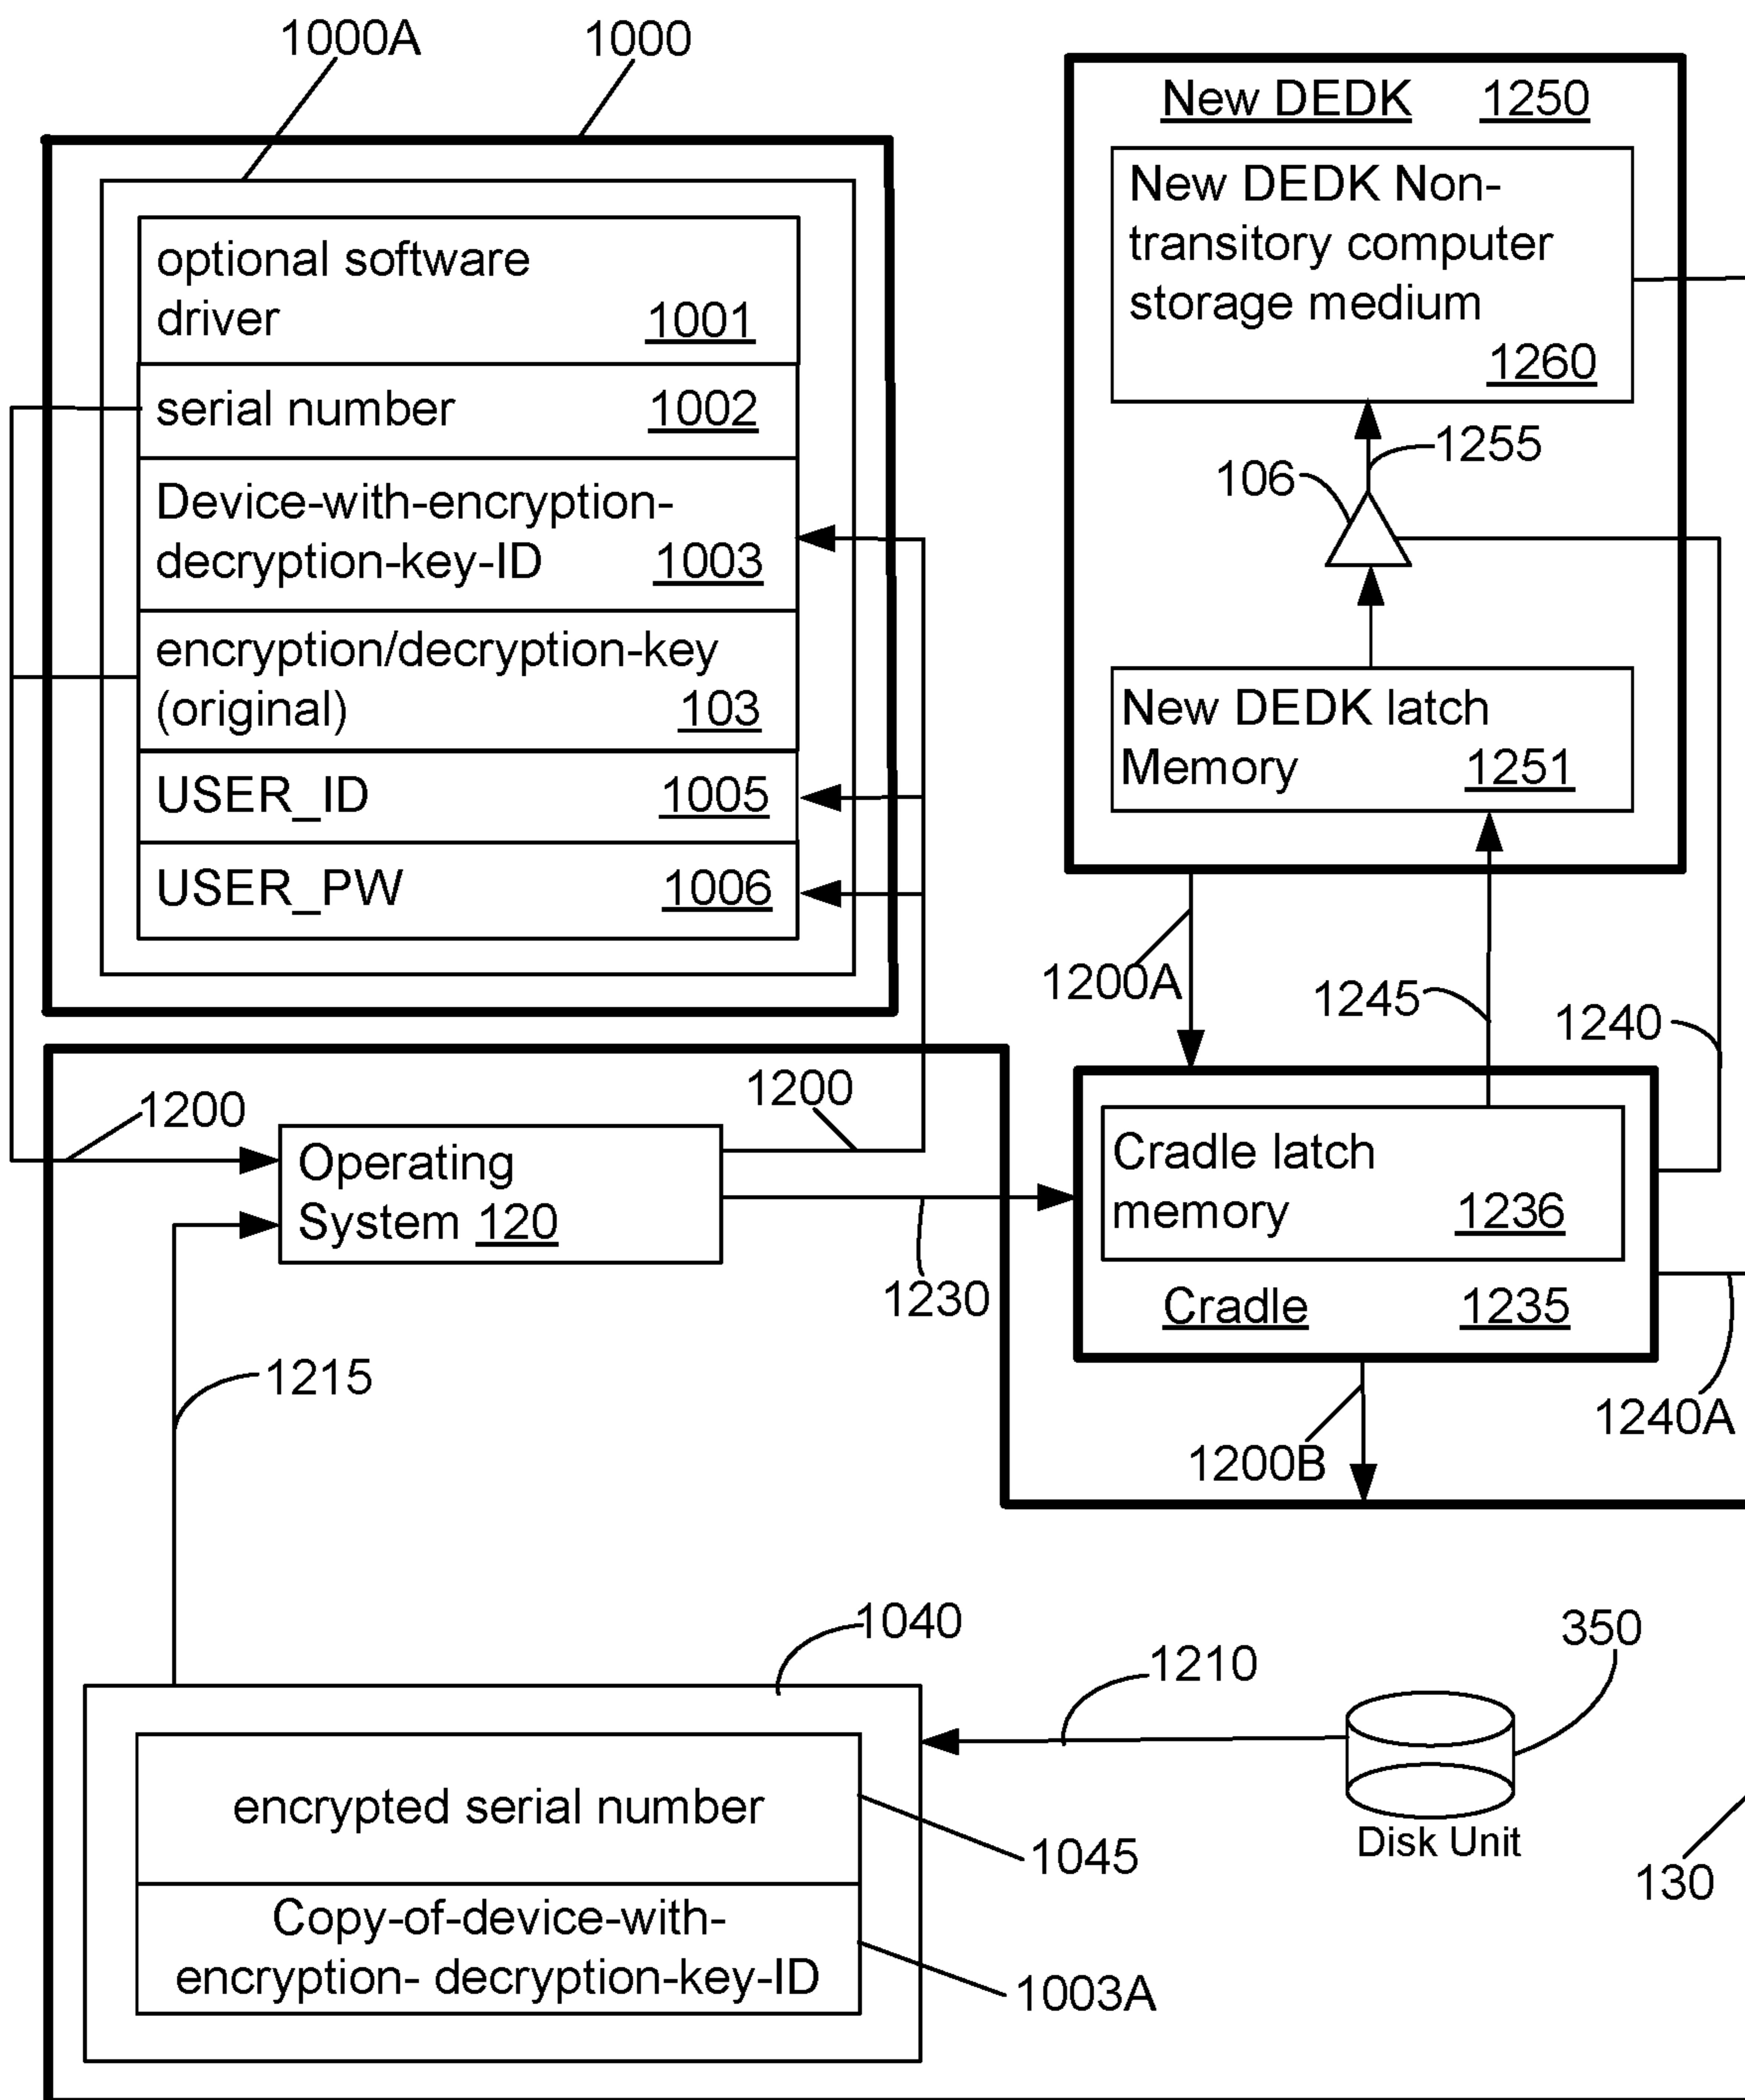 1000A
1000
optional software
driver 1001
serial number 1002
Device-with-encryption-
decryption-key-ID 1003
encryption/decryption-key
(original) 103
USER_ID 1005
USER_PW 1006
New DEDK 1250
New DEDK Non-
transitory computer
storage medium
1260
1255
106
New DEDK latch
Memory 1251
1200A
1245
1240
1200
1200
Operating
System 120
1230
Cradle latch
memory 1236
Cradle 1235
1215
1200B
1240A
1040
1210
350
encrypted serial number
1045
Disk Unit
130
Copy-of-device-with-
encryption- decryption-key-ID
1003A